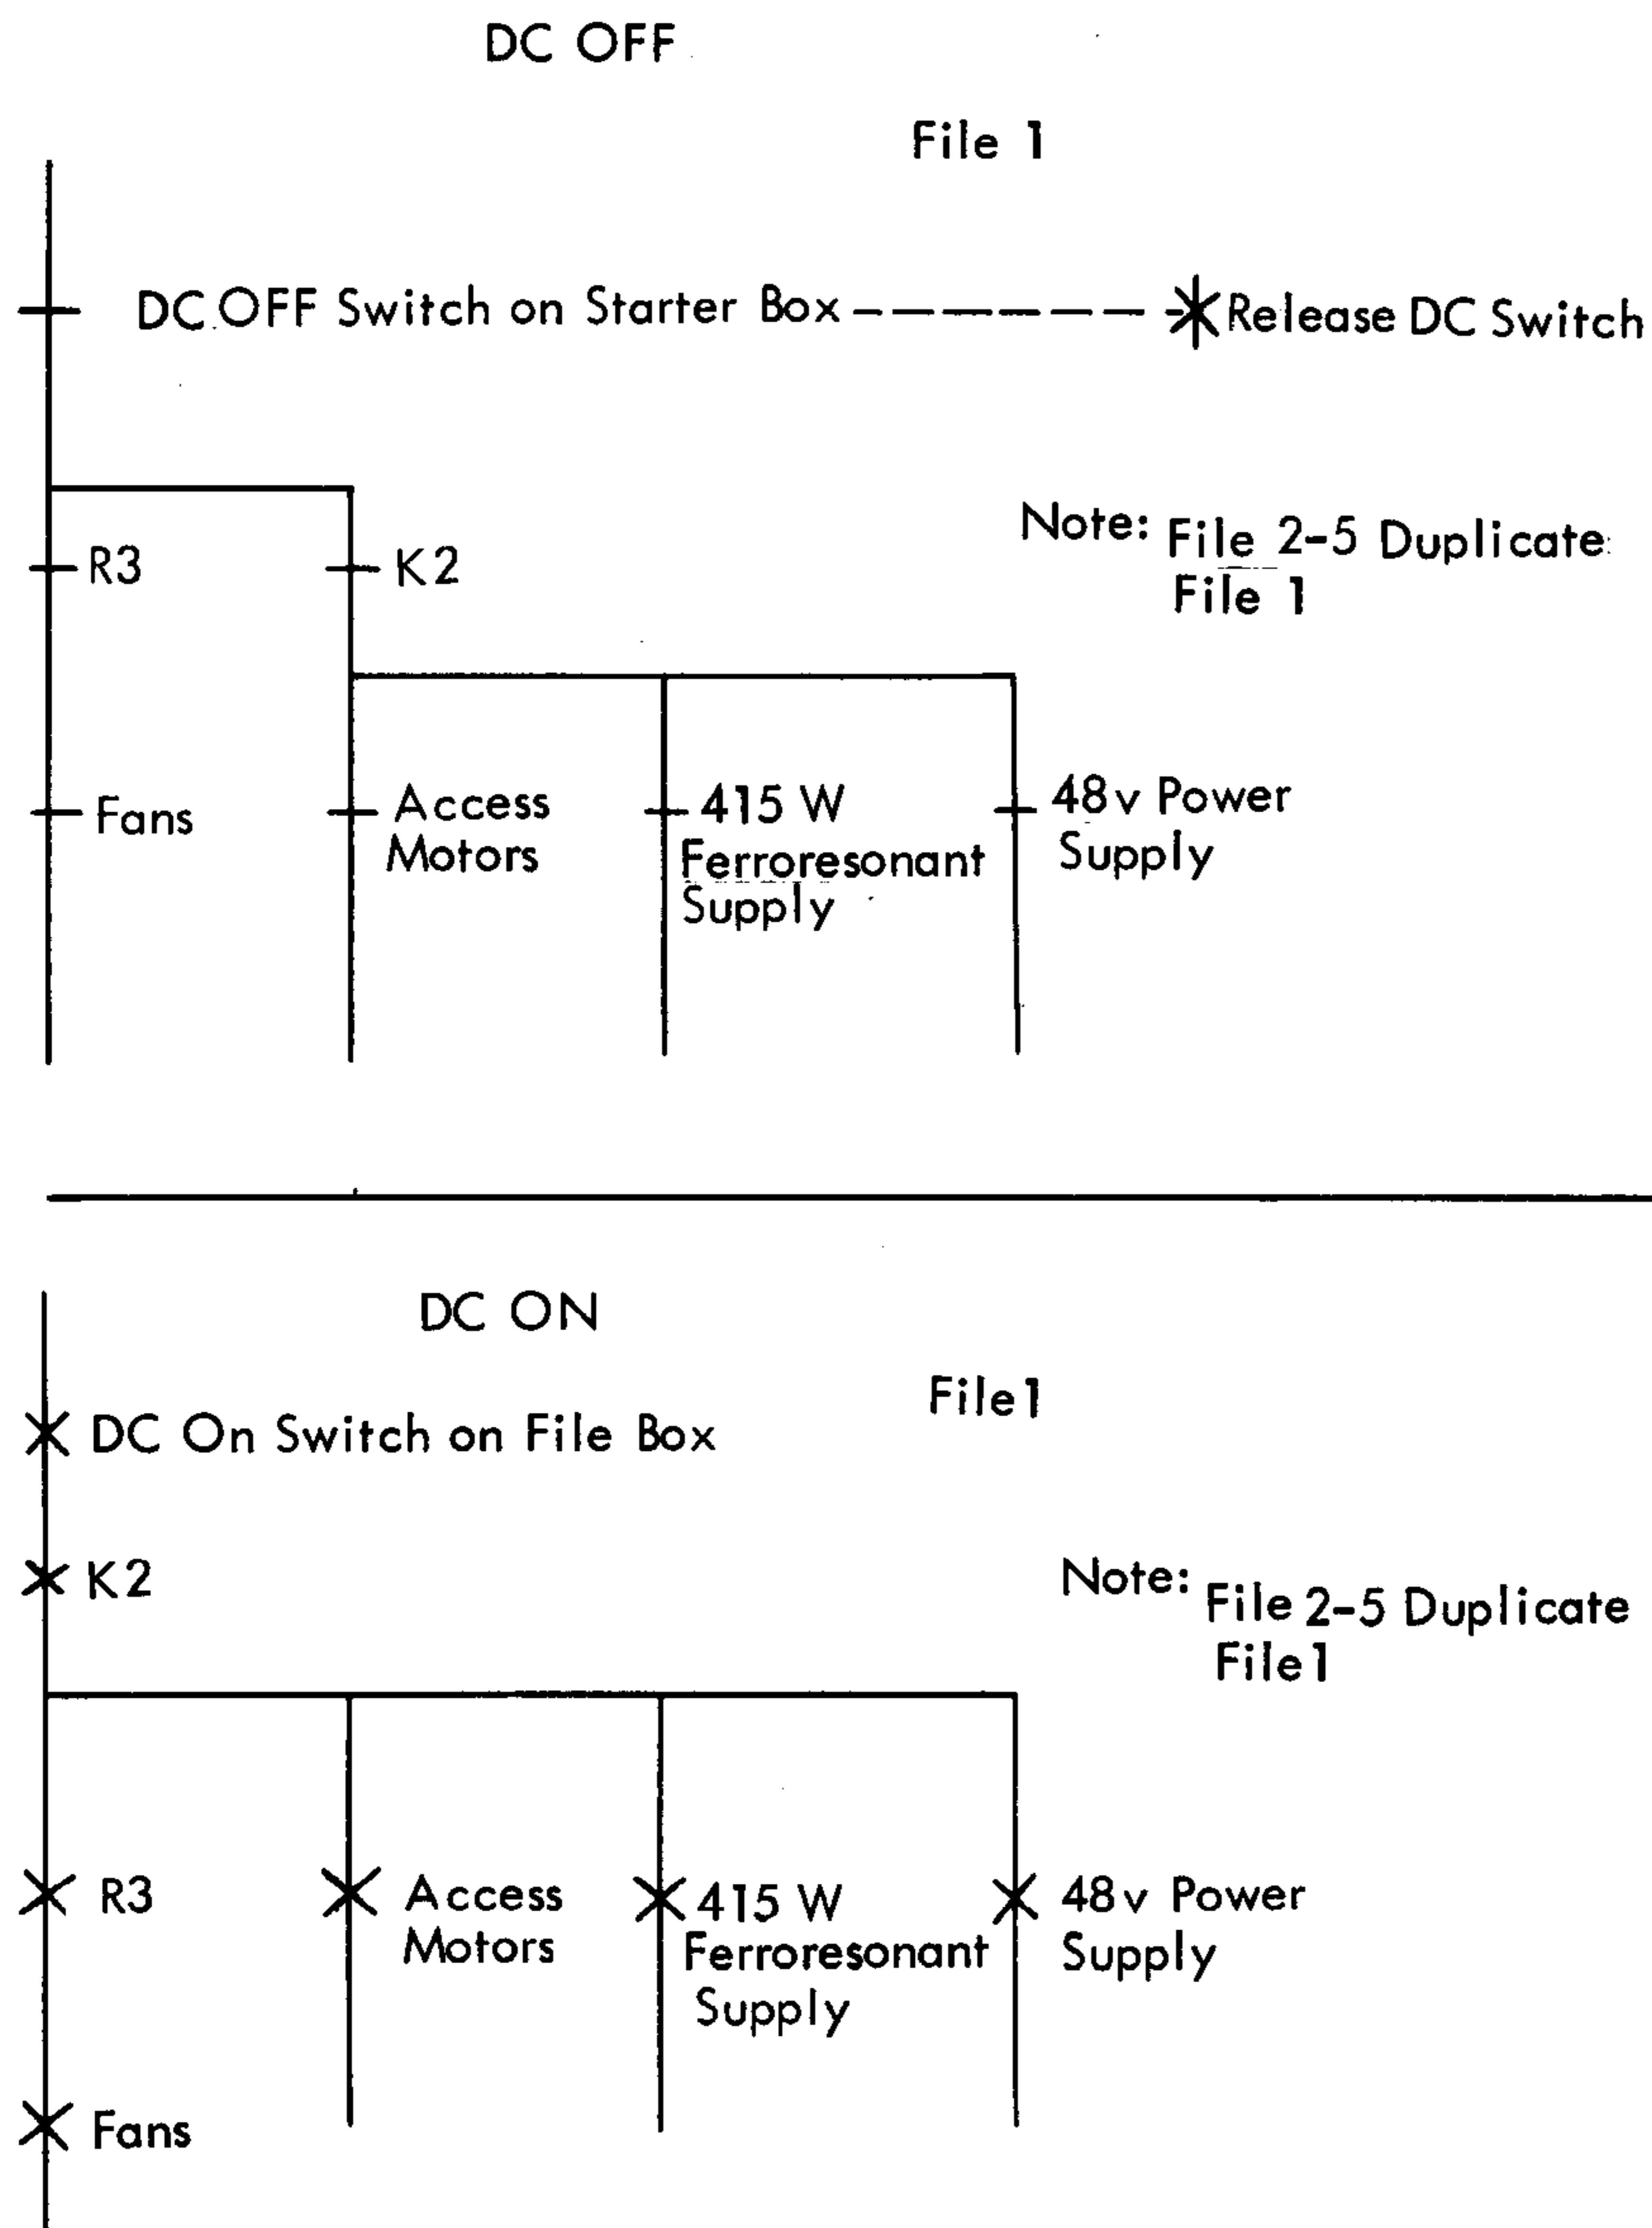 DC OFF
File 1
DC OFF Switch on Starter Box
Release DC Switch
Note: File 2-5 Duplicate
File 1
R3
K2
Fans
Access
Motors
415 W
Ferroresonant
Supply
48v Power
Supply
DC ON
File1
DC On Switch on File Box
K2
Note: File 2-5 Duplicate
File1
R3
Access
Motors
415 W
Ferroresonant
Supply
48v Power
Supply
Fans